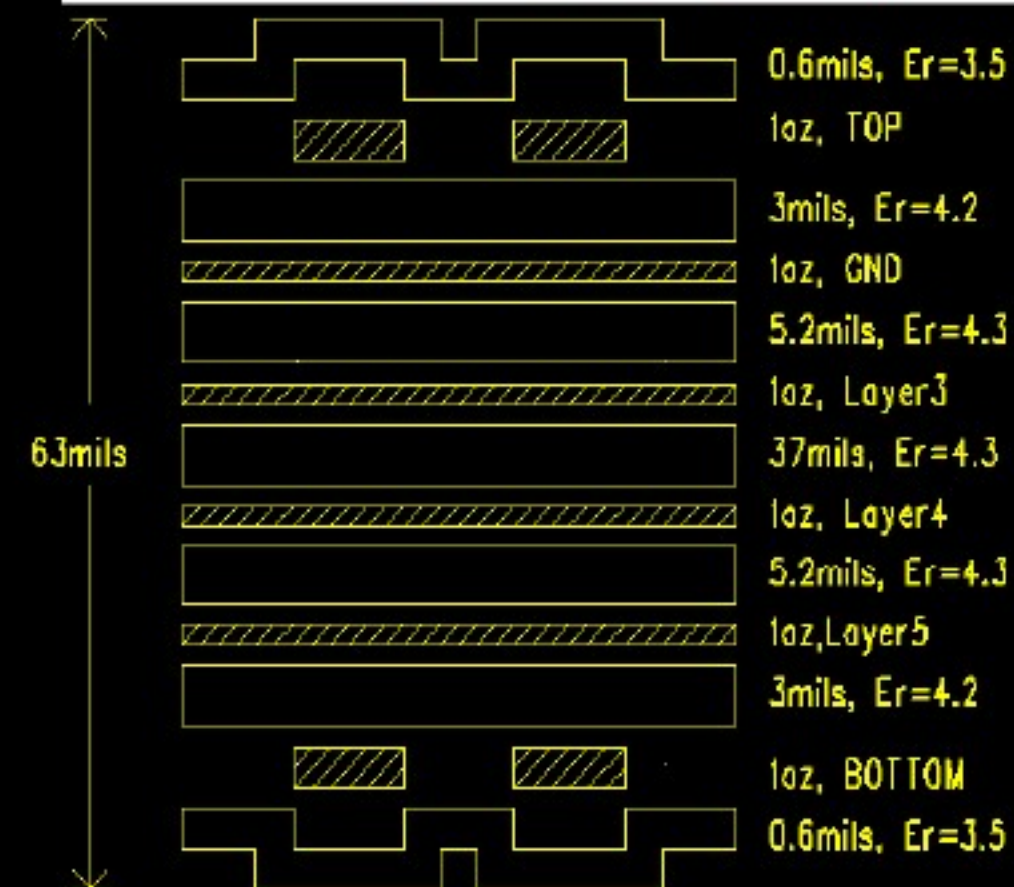 0.6mils, Er=3.5
1oz, TOP
3mils, Er=4.2
1oz, GND
5.2mils, Er=4.3
1oz, Layer3
63mils
37mils, Er=4.3
1oz, Layer4
5.2mils, Er=4.3
1oz,Layer5
3mils, Er=4.2
1oz, BOTTOM
0.6mils, Er=3.5